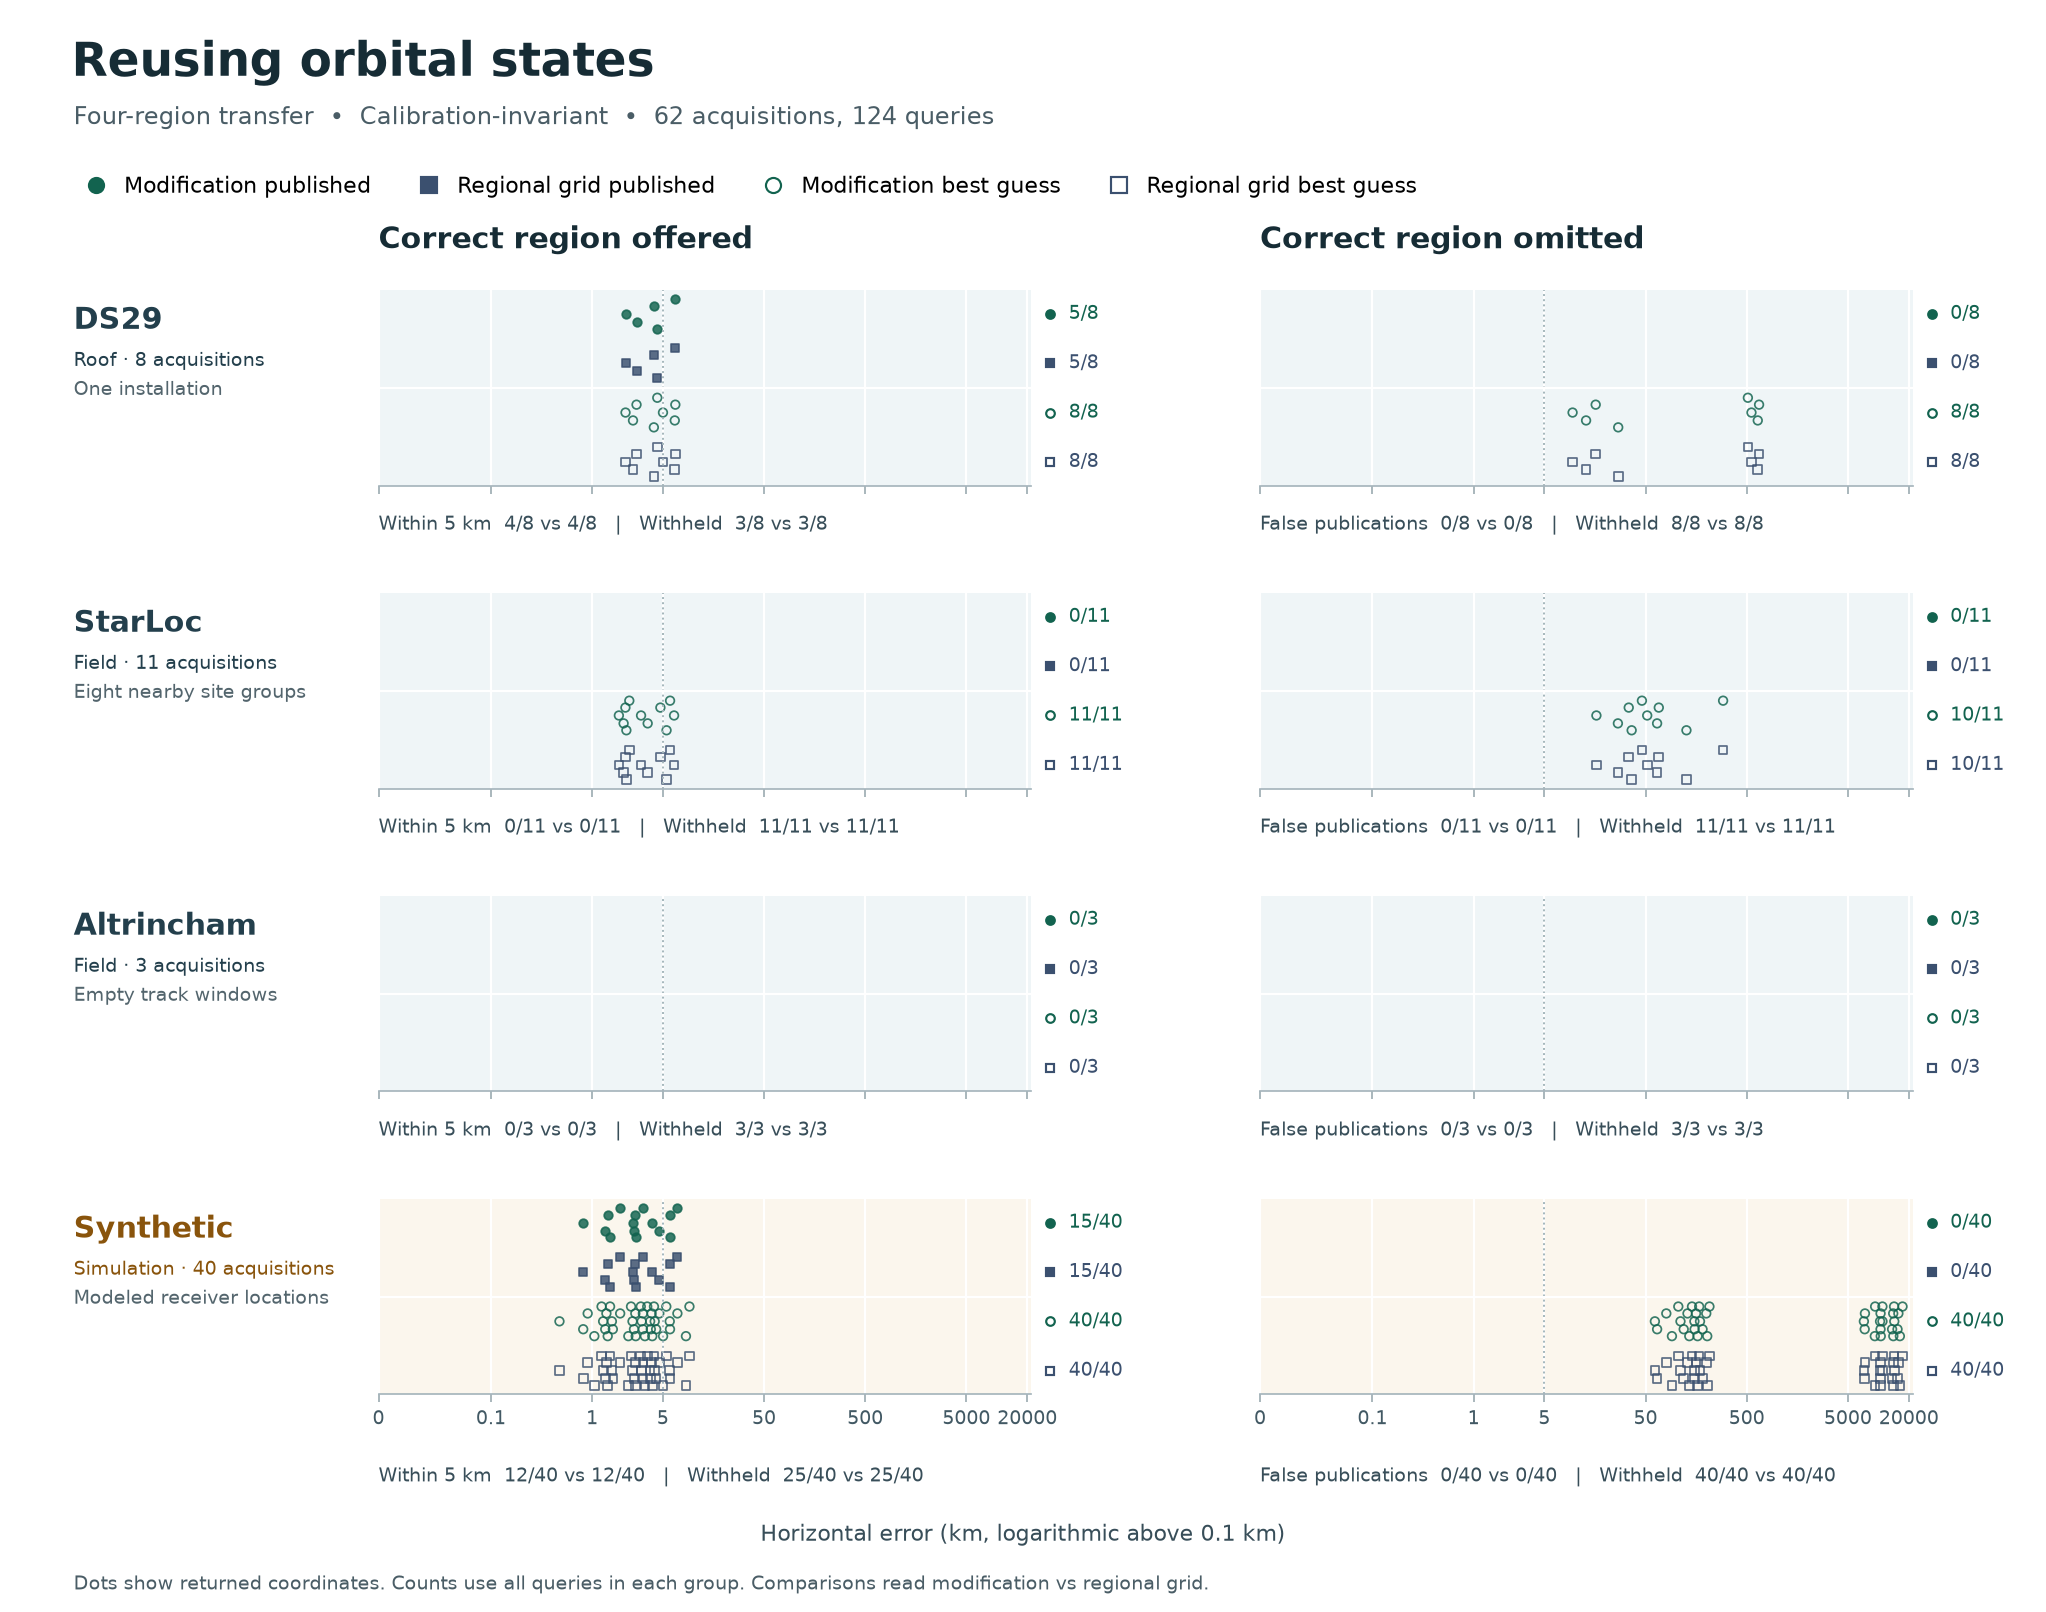 Reusing orbital states
Four-region transfer • Calibration-invariant • 62 acquisitions, 124 queries
Modification published
Regional grid published
Modification best guess
Regional grid best guess
Correct region offered
Correct region omitted
DS29
Roof · 8 acquisitions
One installation
5/8
5/8
8/8
8/8
0/8
0/8
8/8
8/8
Within 5 km 4/8 vs 4/8 | Withheld 3/8 vs 3/8
False publications 0/8 vs 0/8 | Withheld 8/8 vs 8/8
StarLoc
Field · 11 acquisitions
Eight nearby site groups
0/11
0/11
11/11
11/11
0/11
0/11
10/11
10/11
Within 5 km 0/11 vs 0/11 | Withheld 11/11 vs 11/11
False publications 0/11 vs 0/11 | Withheld 11/11 vs 11/11
Altrincham
Field · 3 acquisitions
Empty track windows
0/3
0/3
0/3
0/3
0/3
0/3
0/3
0/3
Within 5 km 0/3 vs 0/3 | Withheld 3/3 vs 3/3
False publications 0/3 vs 0/3 | Withheld 3/3 vs 3/3
Synthetic
Simulation · 40 acquisitions
Modeled receiver locations
15/40
15/40
40/40
40/40
0/40
0/40
40/40
40/40
0 0.1 1 5 50 500 5000 20000
0 0.1 1 5 50 500 5000 20000
Within 5 km 12/40 vs 12/40 | Withheld 25/40 vs 25/40
False publications 0/40 vs 0/40 | Withheld 40/40 vs 40/40
Horizontal error (km, logarithmic above 0.1 km)
Dots show returned coordinates. Counts use all queries in each group. Comparisons read modification vs regional grid.